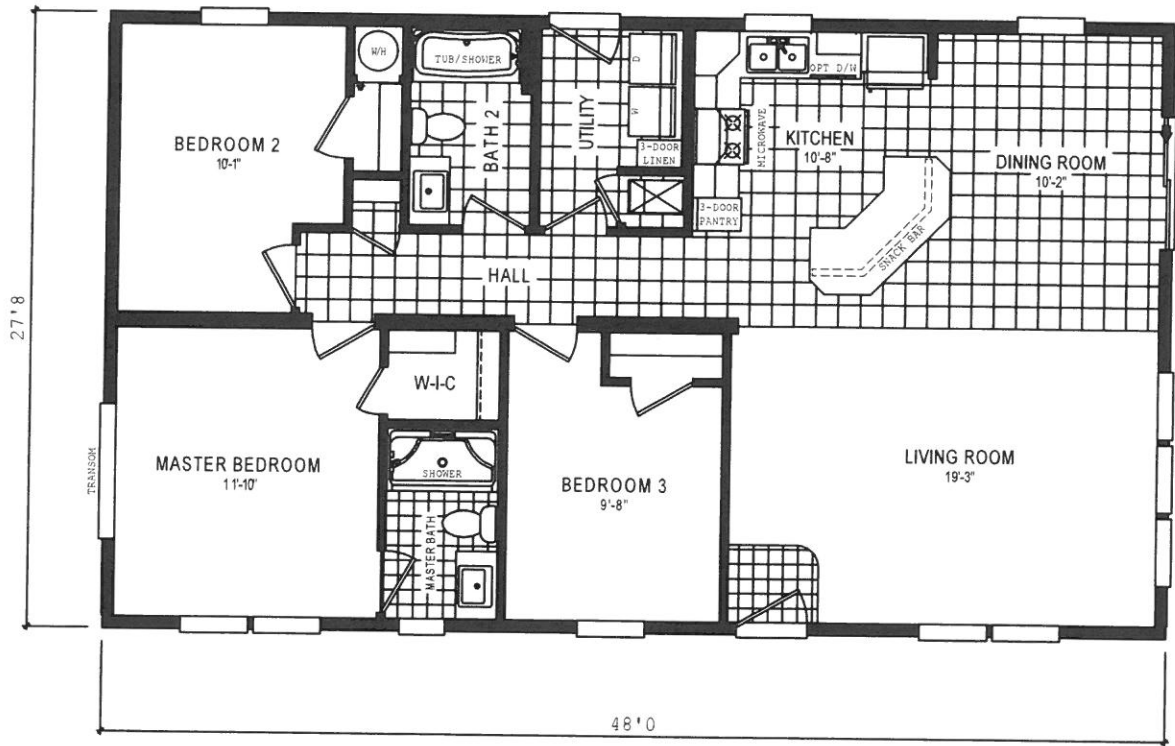 W/H
TUB/SHOWER
BEDROOM 2
10'-1"
BATH 2
UTILITY
D
W
3-DOOR
LINEN
OPT D/W
MICROWAVE
KITCHEN
10'-8"
3-DOOR
PANTRY
SNACK BAR
DINING ROOM
10'-2"
HALL
27'8
W-I-C
TRANSOM
MASTER BEDROOM
11'-10"
SHOWER
MASTER BATH
BEDROOM 3
9'-8"
LIVING ROOM
19'-3"
48'0